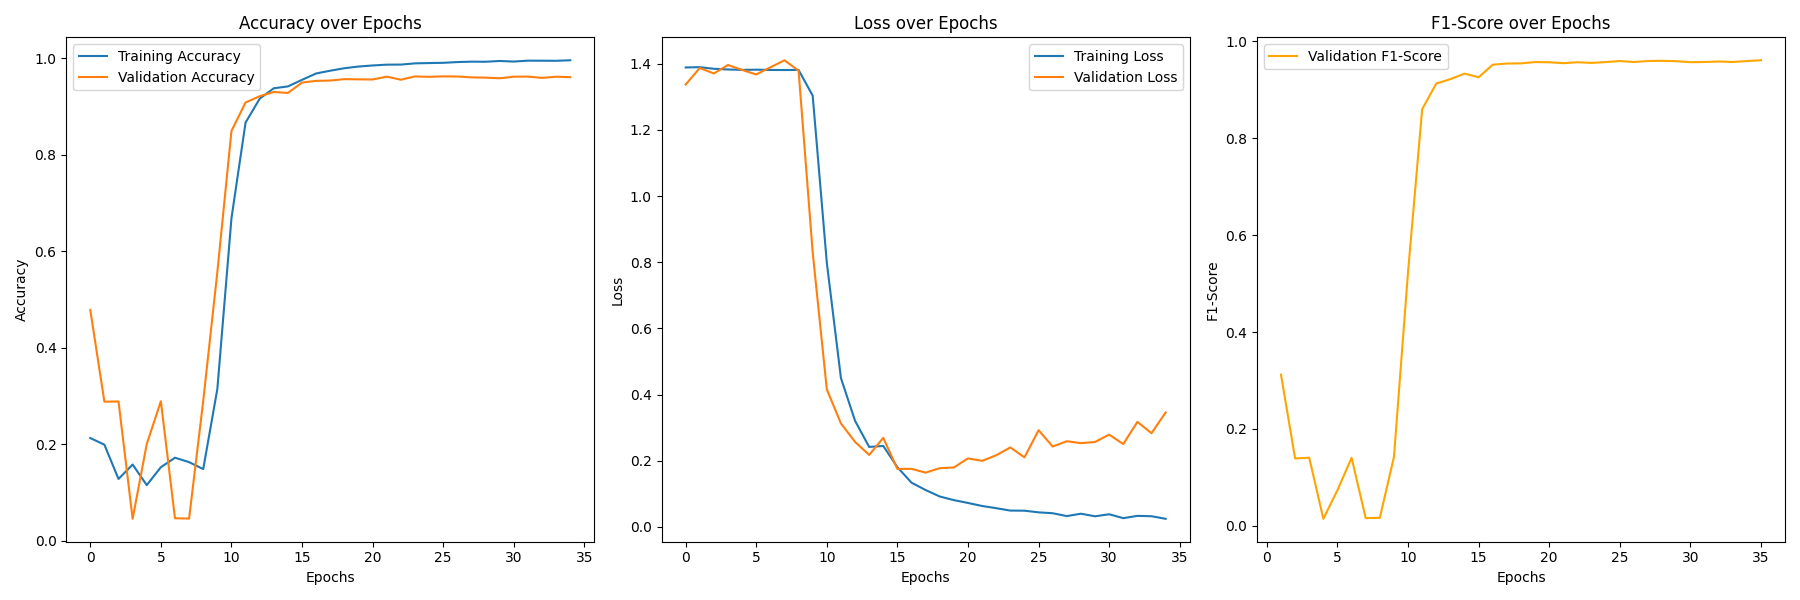 Accuracy over Epochs
Training Accuracy
Validation Accuracy
1.0
0.8
0.6
0.4
0.2
0.0
Accuracy
0 5 10 15 20 25 30 35
Epochs
Loss over Epochs
Training Loss
Validation Loss
1.4
1.2
1.0
0.8
0.6
0.4
0.2
0.0
Loss
0 5 10 15 20 25 30 35
Epochs
F1-Score over Epochs
Validation F1-Score
1.0
0.8
0.6
0.4
0.2
0.0
F1-Score
0 5 10 15 20 25 30 35
Epochs